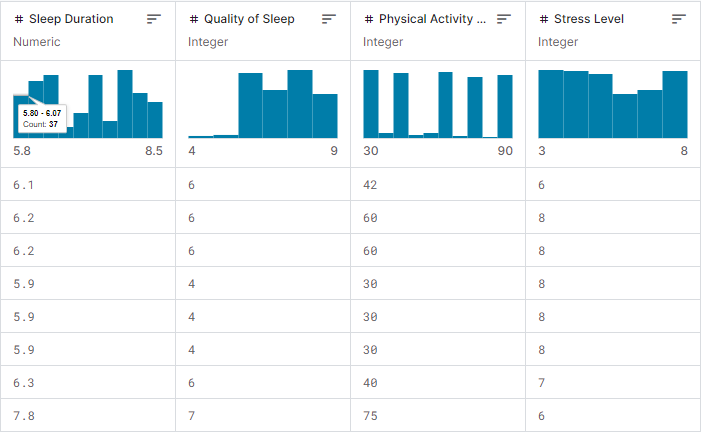 # Sleep Duration # Quality of Sleep # Physical Activity ... # Stress Level
Numeric Integer Integer Integer
5.80 - 6.07
Count: 37
5.8 8.5 4 9 30 90 3 8
6.1 6 42 6
6.2 6 60 8
6.2 6 60 8
5.9 4 30 8
5.9 4 30 8
5.9 4 30 8
6.3 6 40 7
7.8 7 75 6